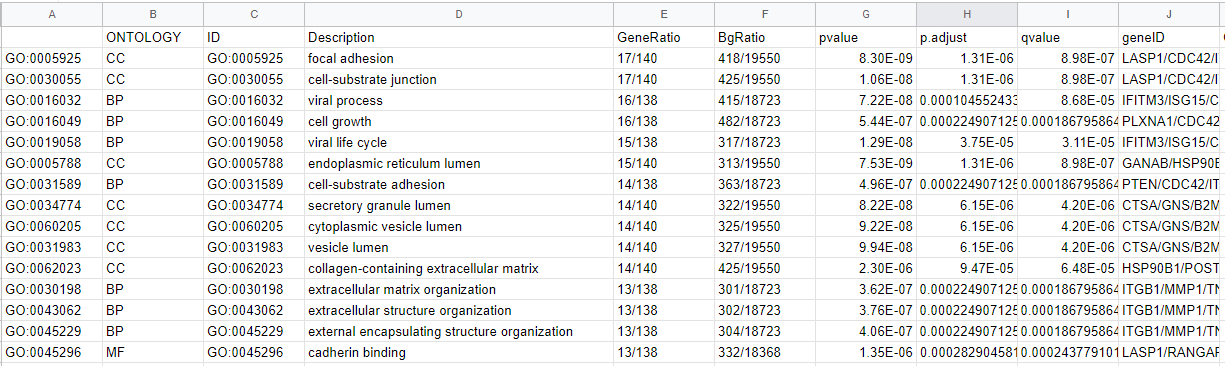 A B C D E F G H I J
ONTOLOGY ID Description GeneRatio BgRatio pvalue p.adjust qvalue geneID
GO:0005925 CC GO:0005925 focal adhesion 17/140 418/19550 8.30E-09 1.31E-06 8.98E-07 LASP1/CDC42/I
GO:0030055 CC GO:0030055 cell-substrate junction 17/140 425/19550 1.06E-08 1.31E-06 8.98E-07 LASP1/CDC42/I
GO:0016032 BP GO:0016032 viral process 16/138 415/18723 7.22E-08 0.000104552433 8.68E-05 IFITM3/ISG15/C
GO:0016049 BP GO:0016049 cell growth 16/138 482/18723 5.44E-07 0.000224907125 0.000186795864 PLXNA1/CDC42
GO:0019058 BP GO:0019058 viral life cycle 15/138 317/18723 1.29E-08 3.75E-05 3.11E-05 IFITM3/ISG15/C
GO:0005788 CC GO:0005788 endoplasmic reticulum lumen 15/140 313/19550 7.53E-09 1.31E-06 8.98E-07 GANAB/HSP90B
GO:0031589 BP GO:0031589 cell-substrate adhesion 14/138 363/18723 4.96E-07 0.000224907125 0.000186795864 PTEN/CDC42/IT
GO:0034774 CC GO:0034774 secretory granule lumen 14/140 322/19550 8.22E-08 6.15E-06 4.20E-06 CTSA/GNS/B2M
GO:0060205 CC GO:0060205 cytoplasmic vesicle lumen 14/140 325/19550 9.22E-08 6.15E-06 4.20E-06 CTSA/GNS/B2M
GO:0031983 CC GO:0031983 vesicle lumen 14/140 327/19550 9.94E-08 6.15E-06 4.20E-06 CTSA/GNS/B2M
GO:0062023 CC GO:0062023 collagen-containing extracellular matrix 14/140 425/19550 2.30E-06 9.47E-05 6.48E-05 HSP90B1/POST
GO:0030198 BP GO:0030198 extracellular matrix organization 13/138 301/18723 3.62E-07 0.000224907125 0.000186795864 ITGB1/MMP1/TN
GO:0043062 BP GO:0043062 extracellular structure organization 13/138 302/18723 3.76E-07 0.000224907125 0.000186795864 ITGB1/MMP1/TN
GO:0045229 BP GO:0045229 external encapsulating structure organization 13/138 304/18723 4.06E-07 0.000224907125 0.000186795864 ITGB1/MMP1/TN
GO:0045296 MF GO:0045296 cadherin binding 13/138 332/18368 1.35E-06 0.000282904581 0.000243779101 LASP1/RANGAP